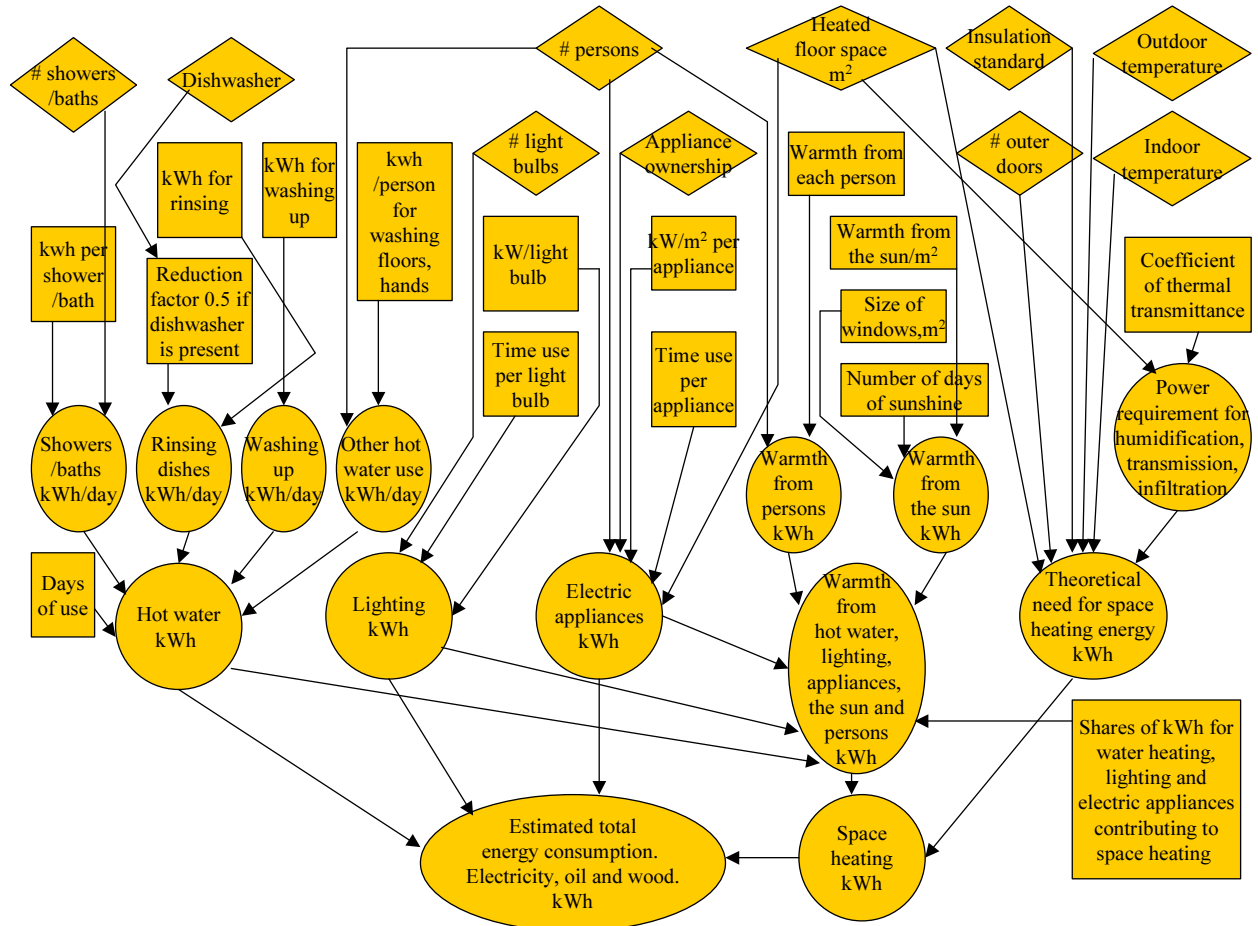 # showers
/baths
Dishwasher
# persons
Heated
floor space
m²
Insulation
standard
Outdoor
temperature
# light
bulbs
Appliance
ownership
# outer
doors
Indoor
temperature
kWh for
rinsing
kWh for
washing
up
kwh
/person
for
washing
floors,
hands
Warmth from
each person
kwh per
shower
/bath
Reduction
factor 0.5 if
dishwasher
is present
kW/light
bulb
kW/m² per
appliance
Warmth from
the sun/m²
Coefficient
of thermal
transmittance
Size of
windows,m²
Time use
per light
bulb
Time use
per
appliance
Number of days
of sunshine
Showers
/baths
kWh/day
Rinsing
dishes
kWh/day
Washing
up
kWh/day
Other hot
water use
kWh/day
Warmth
from
persons
kWh
Warmth
from
the sun
kWh
Power
requirement for
humidification,
transmission,
infiltration
Days
of use
Hot water
kWh
Lighting
kWh
Electric
appliances
kWh
Warmth
from
hot water,
lighting,
appliances,
the sun and
persons
kWh
Theoretical
need for space
heating energy
kWh
Shares of kWh for
water heating,
lighting and
electric appliances
contributing to
space heating
Estimated total
energy consumption.
Electricity, oil and wood.
kWh
Space
heating
kWh